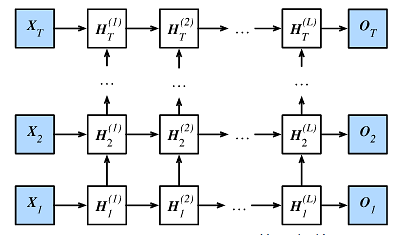 X_T H_T^(1) H_T^(2) ... H_T^(L) O_T
... ... ...
X_2 H_2^(1) H_2^(2) ... H_2^(L) O_2
X_1 H_1^(1) H_1^(2) ... H_1^(L) O_1